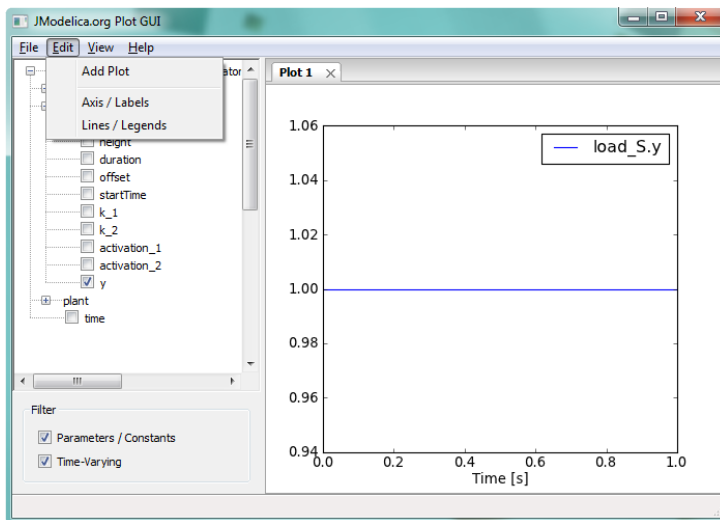 JModelica.org Plot GUI
File Edit View Help
Add Plot
Axis / Labels
Lines / Legends
height
duration
offset
startTime
k_1
k_2
activation_1
activation_2
y
plant
time
Filter
Parameters / Constants
Time-Varying
Plot 1
1.06
load_S.y
1.04
1.02
1.00
0.98
0.96
0.94
0.0 0.2 0.4 0.6 0.8 1.0
Time [s]